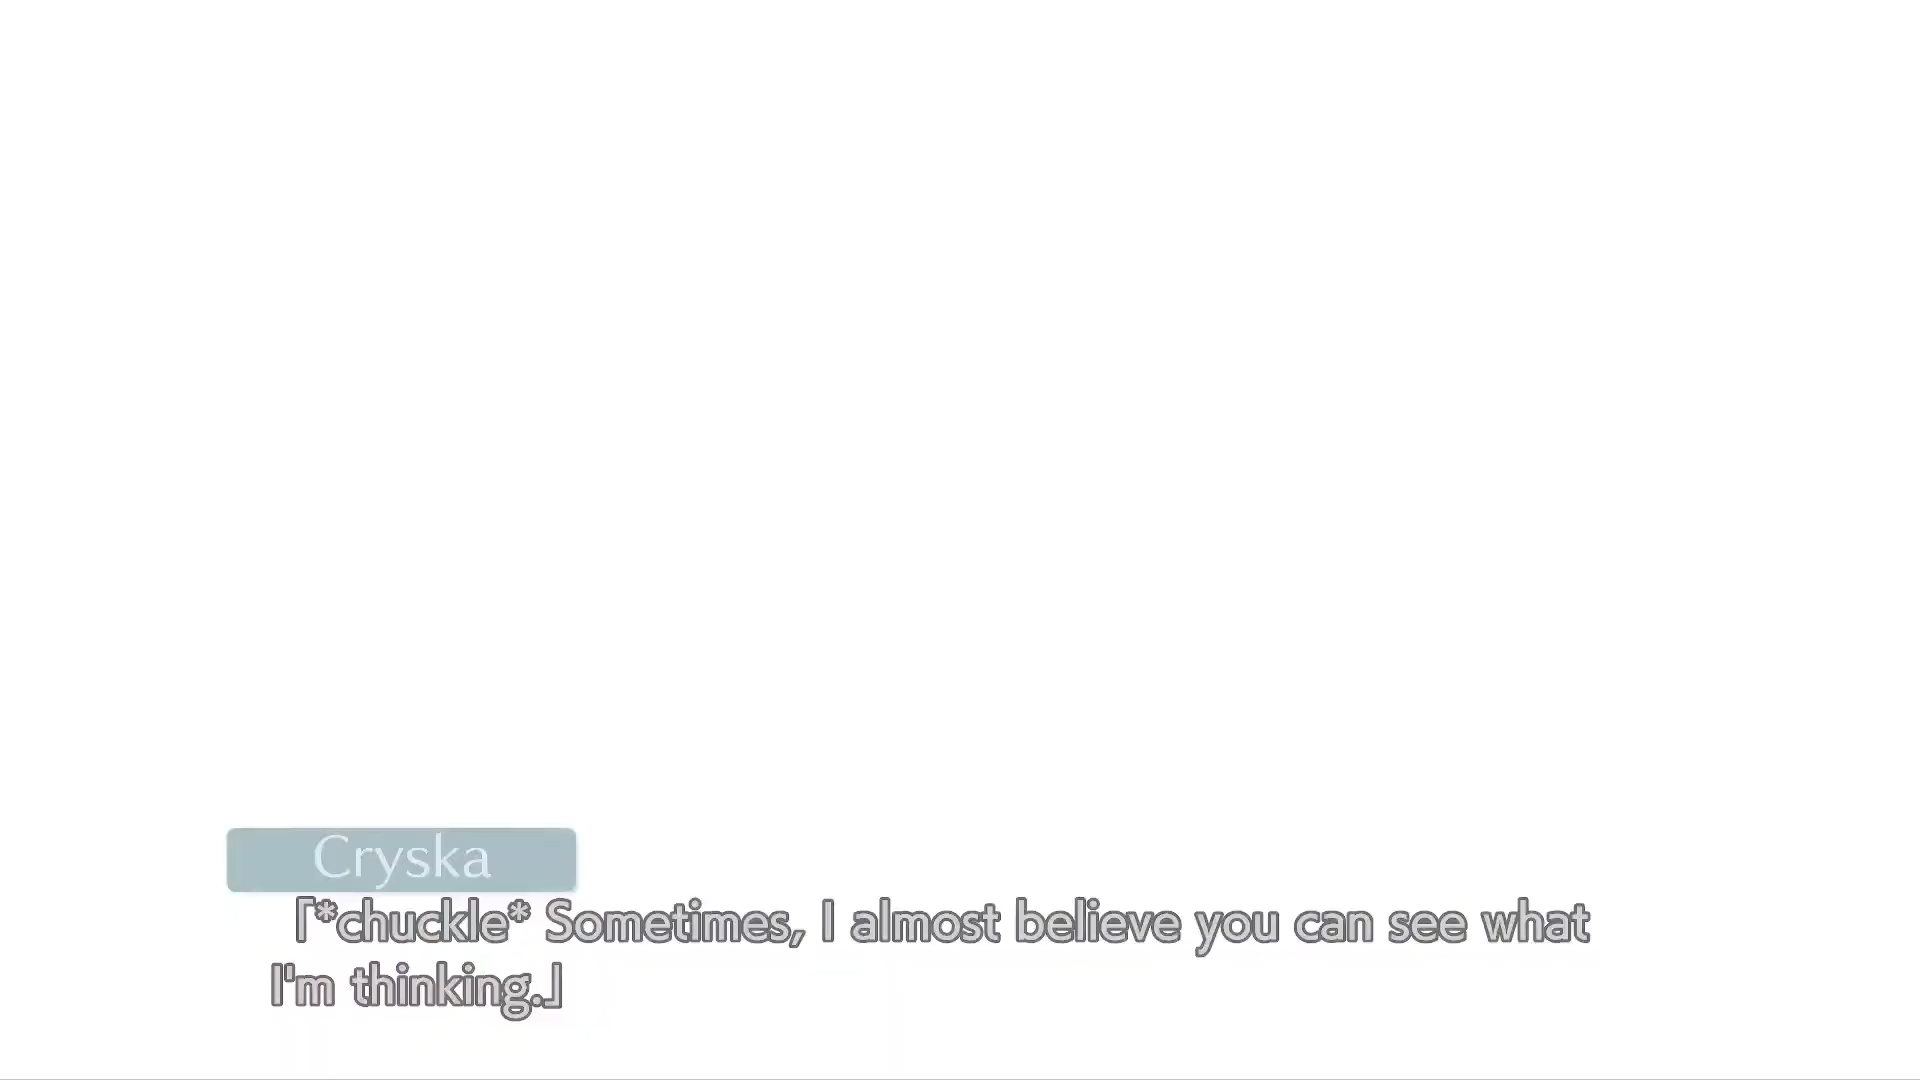 Cryska
「*chuckle* Sometimes, I almost believe you can see what
I'm thinking.」